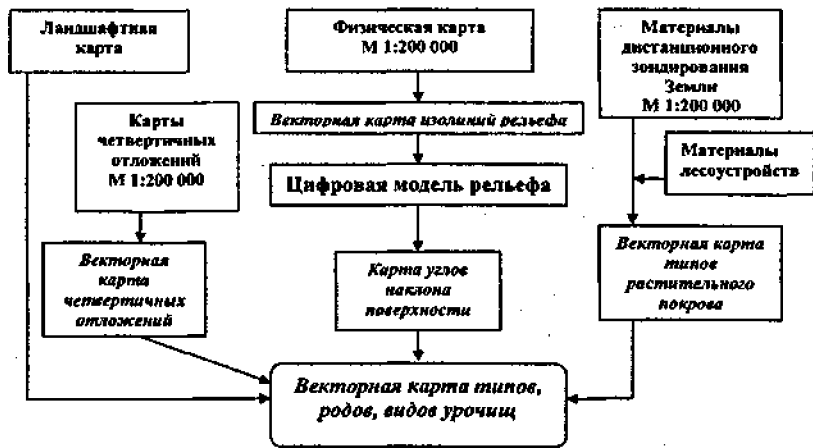 Ландшафтная
карта
Физическая карта
М 1:200 000
Материалы
дистанционного
зондирования
Земли
М 1:200 000
Карты
четвертичных
отложений
М 1:200 000
Векторная карта изолиний рельефа
Материалы
лесоустройств
Цифровая модель рельефа
Векторная
карта
четвертичных
отложений
Карта углов
наклона
поверхности
Векторная карта
типов
растительного
покрова
Векторная карта типов,
родов, видов урочищ